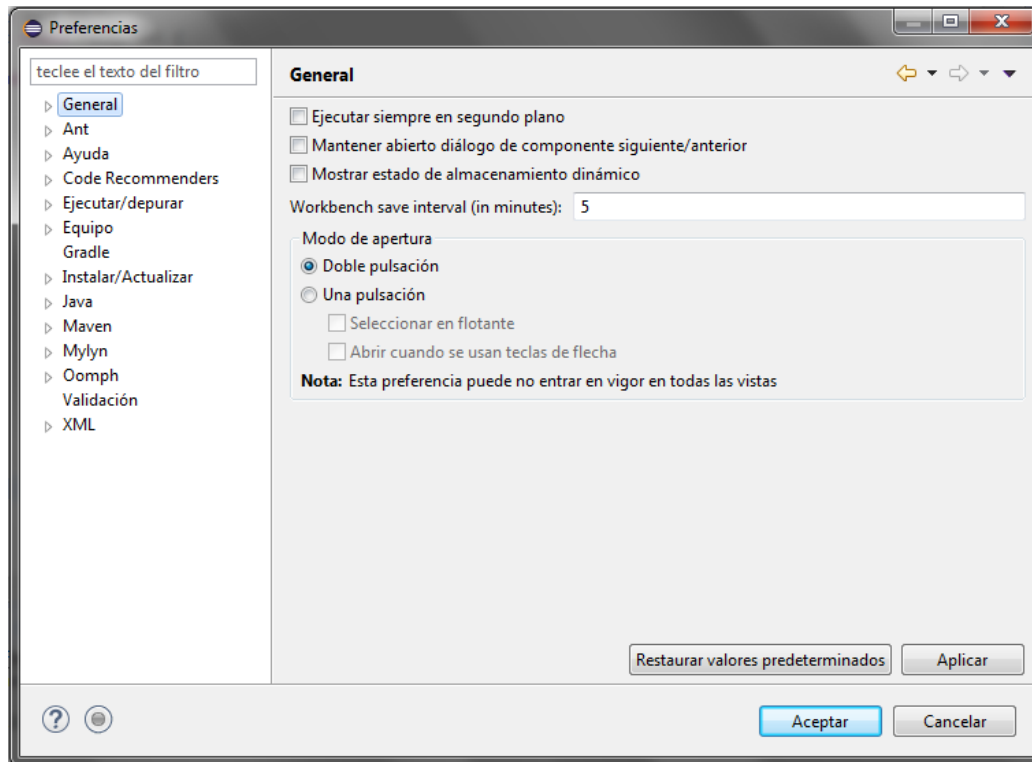 Preferencias
teclee el texto del filtro
General
Ant
Ayuda
Code Recommenders
Ejecutar/depurar
Equipo
Gradle
Instalar/Actualizar
Java
Maven
Mylyn
Oomph
Validación
XML
General
Ejecutar siempre en segundo plano
Mantener abierto diálogo de componente siguiente/anterior
Mostrar estado de almacenamiento dinámico
Workbench save interval (in minutes): 5
Modo de apertura
Doble pulsación
Una pulsación
Seleccionar en flotante
Abrir cuando se usan teclas de flecha
Nota: Esta preferencia puede no entrar en vigor en todas las vistas
Restaurar valores predeterminados Aplicar
? Aceptar Cancelar